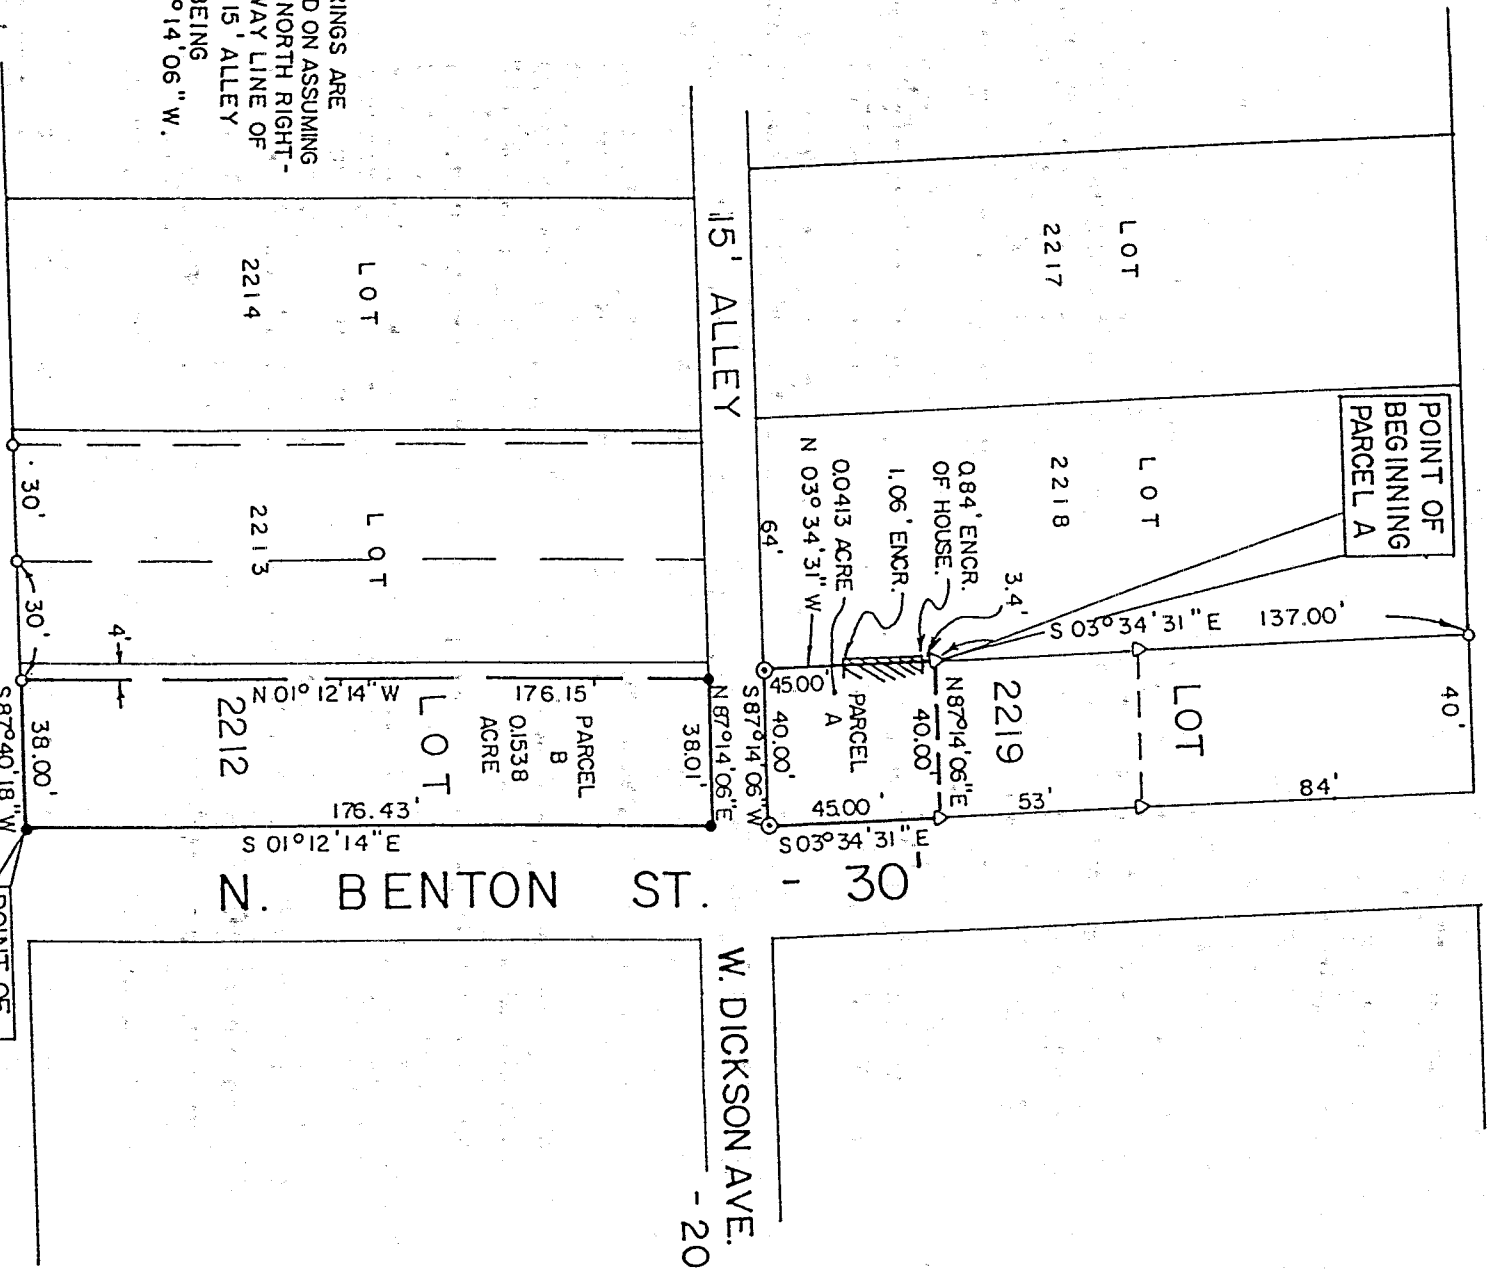 RINGS ARE
D ON ASSUMING
NORTH RIGHT-
WAY LINE OF
15' ALLEY
BEING
°14'06"W.
LOT
2217
POINT OF
BEGINNING
PARCEL A
LOT
2218
0.84' ENCR.
OF HOUSE.
1.06' ENCR.
0.0413 ACRE
N 03° 34'31" W
3.4'
S 03° 34'31" E 137.00'
40'
LOT
2219
84'
53'
N 87°14'06"E
40.00'
PARCEL
A
45.00'
45.00'
40.00'
S 87°14'06" W
S 03° 34'31" E
64'
15' ALLEY
LOT
2214
LOT
2213
30'
30'
4'
N 01° 12'14" W
176.15'
LOT
2212
PARCEL
B
0.1538
ACRE
38.01'
N 87°14'06"E
176.43'
S 01°12'14"E
38.00'
S 87°40'18"W
N. BENTON ST. - 30'
W. DICKSON AVE. - 20
POINT OF